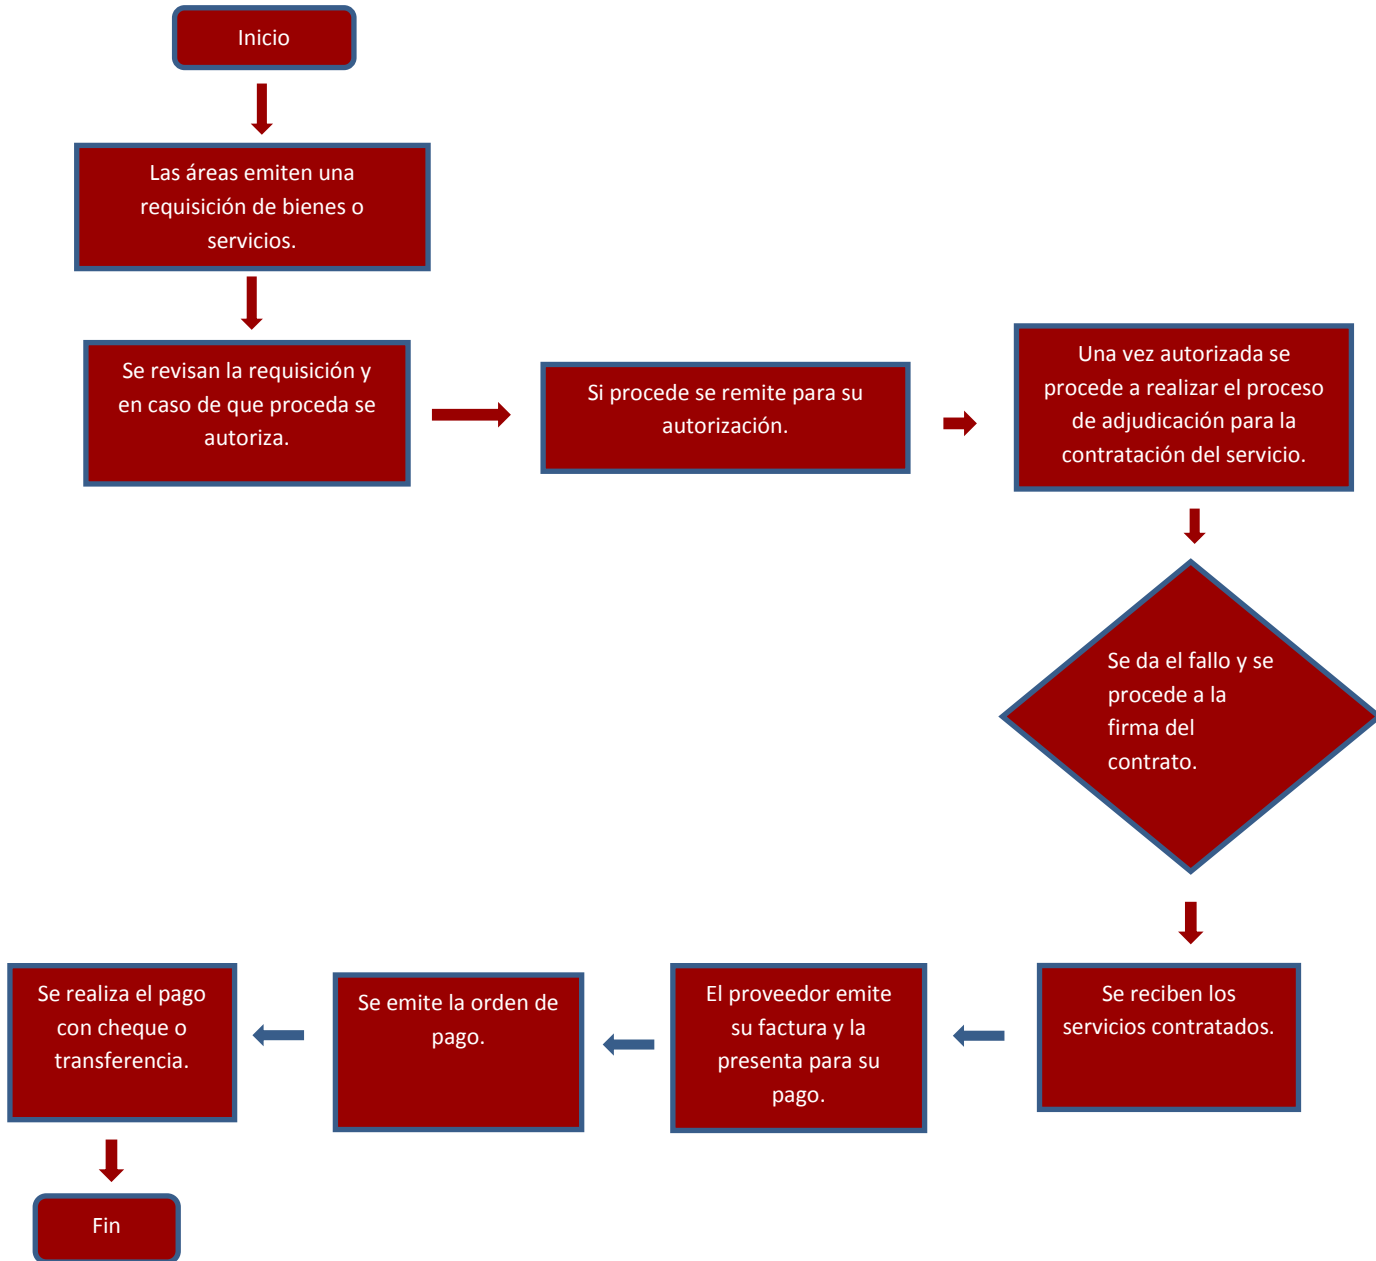 Inicio
Las áreas emiten una
requisición de bienes o
servicios.
Se revisan la requisición y
en caso de que proceda se
autoriza.
Si procede se remite para su
autorización.
Una vez autorizada se
procede a realizar el proceso
de adjudicación para la
contratación del servicio.
Se da el fallo y se
procede a la
firma del
contrato.
Se reciben los
servicios contratados.
El proveedor emite
su factura y la
presenta para su
pago.
Se emite la orden de
pago.
Se realiza el pago
con cheque o
transferencia.
Fin